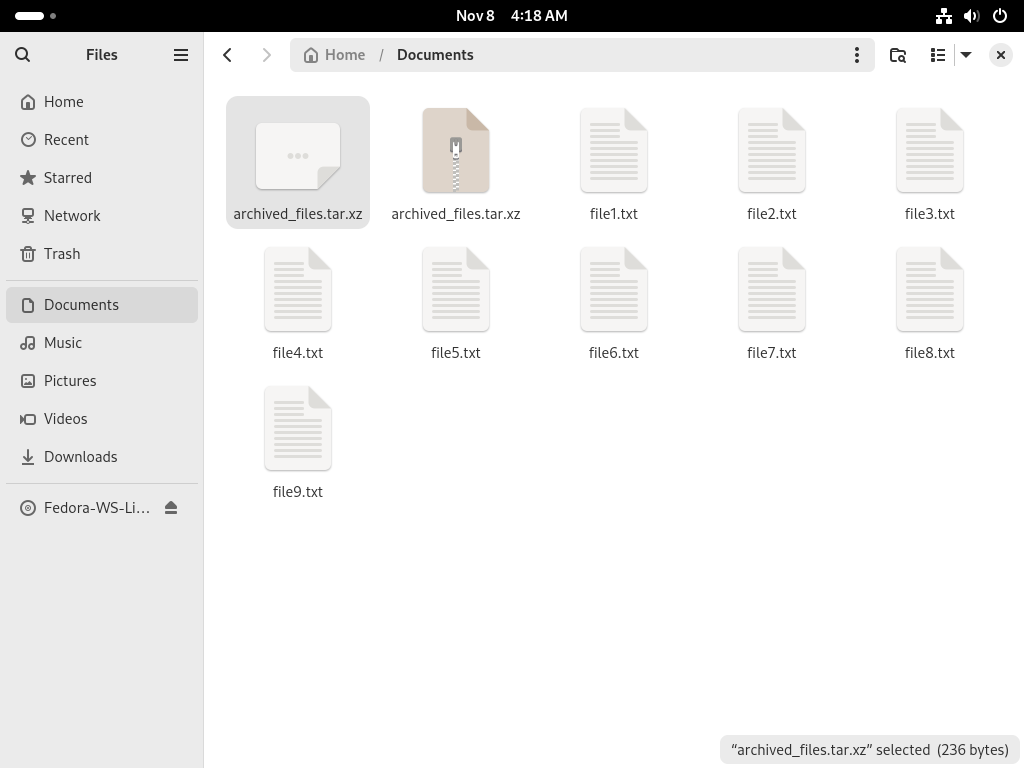 Nov 8 4:18 AM
Files
Home / Documents
Home
Recent
Starred
Network
Trash
Documents
Music
Pictures
Videos
Downloads
Fedora-WS-Li…
archived_files.tar.xz
archived_files.tar.xz
file1.txt
file2.txt
file3.txt
file4.txt
file5.txt
file6.txt
file7.txt
file8.txt
file9.txt
“archived_files.tar.xz” selected (236 bytes)